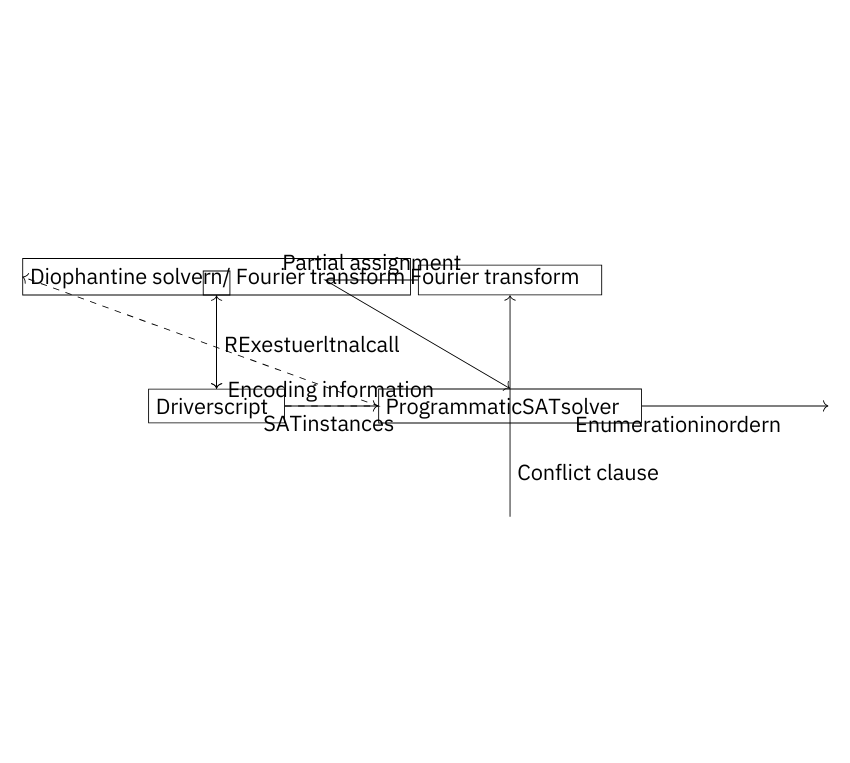 Partial assignment
Diophantine solvern/ Fourier transform Fourier transform
RExestuerltnalcall
Encoding information
Driverscript ProgrammaticSATsolver
SATinstances Enumerationinordern
Conflict clause